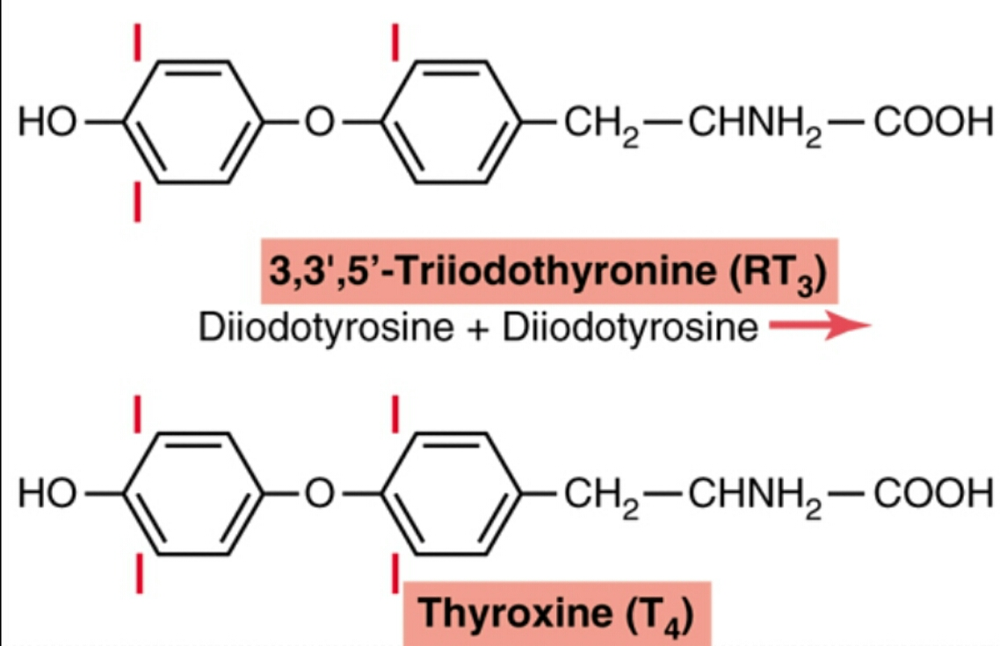 I I
HO O CH₂ CHNH₂ COOH
I
3,3',5’-Triiodothyronine (RT₃)
Diiodotyrosine + Diiodotyrosine
I I
HO O CH₂ CHNH₂ COOH
I I
Thyroxine (T₄)